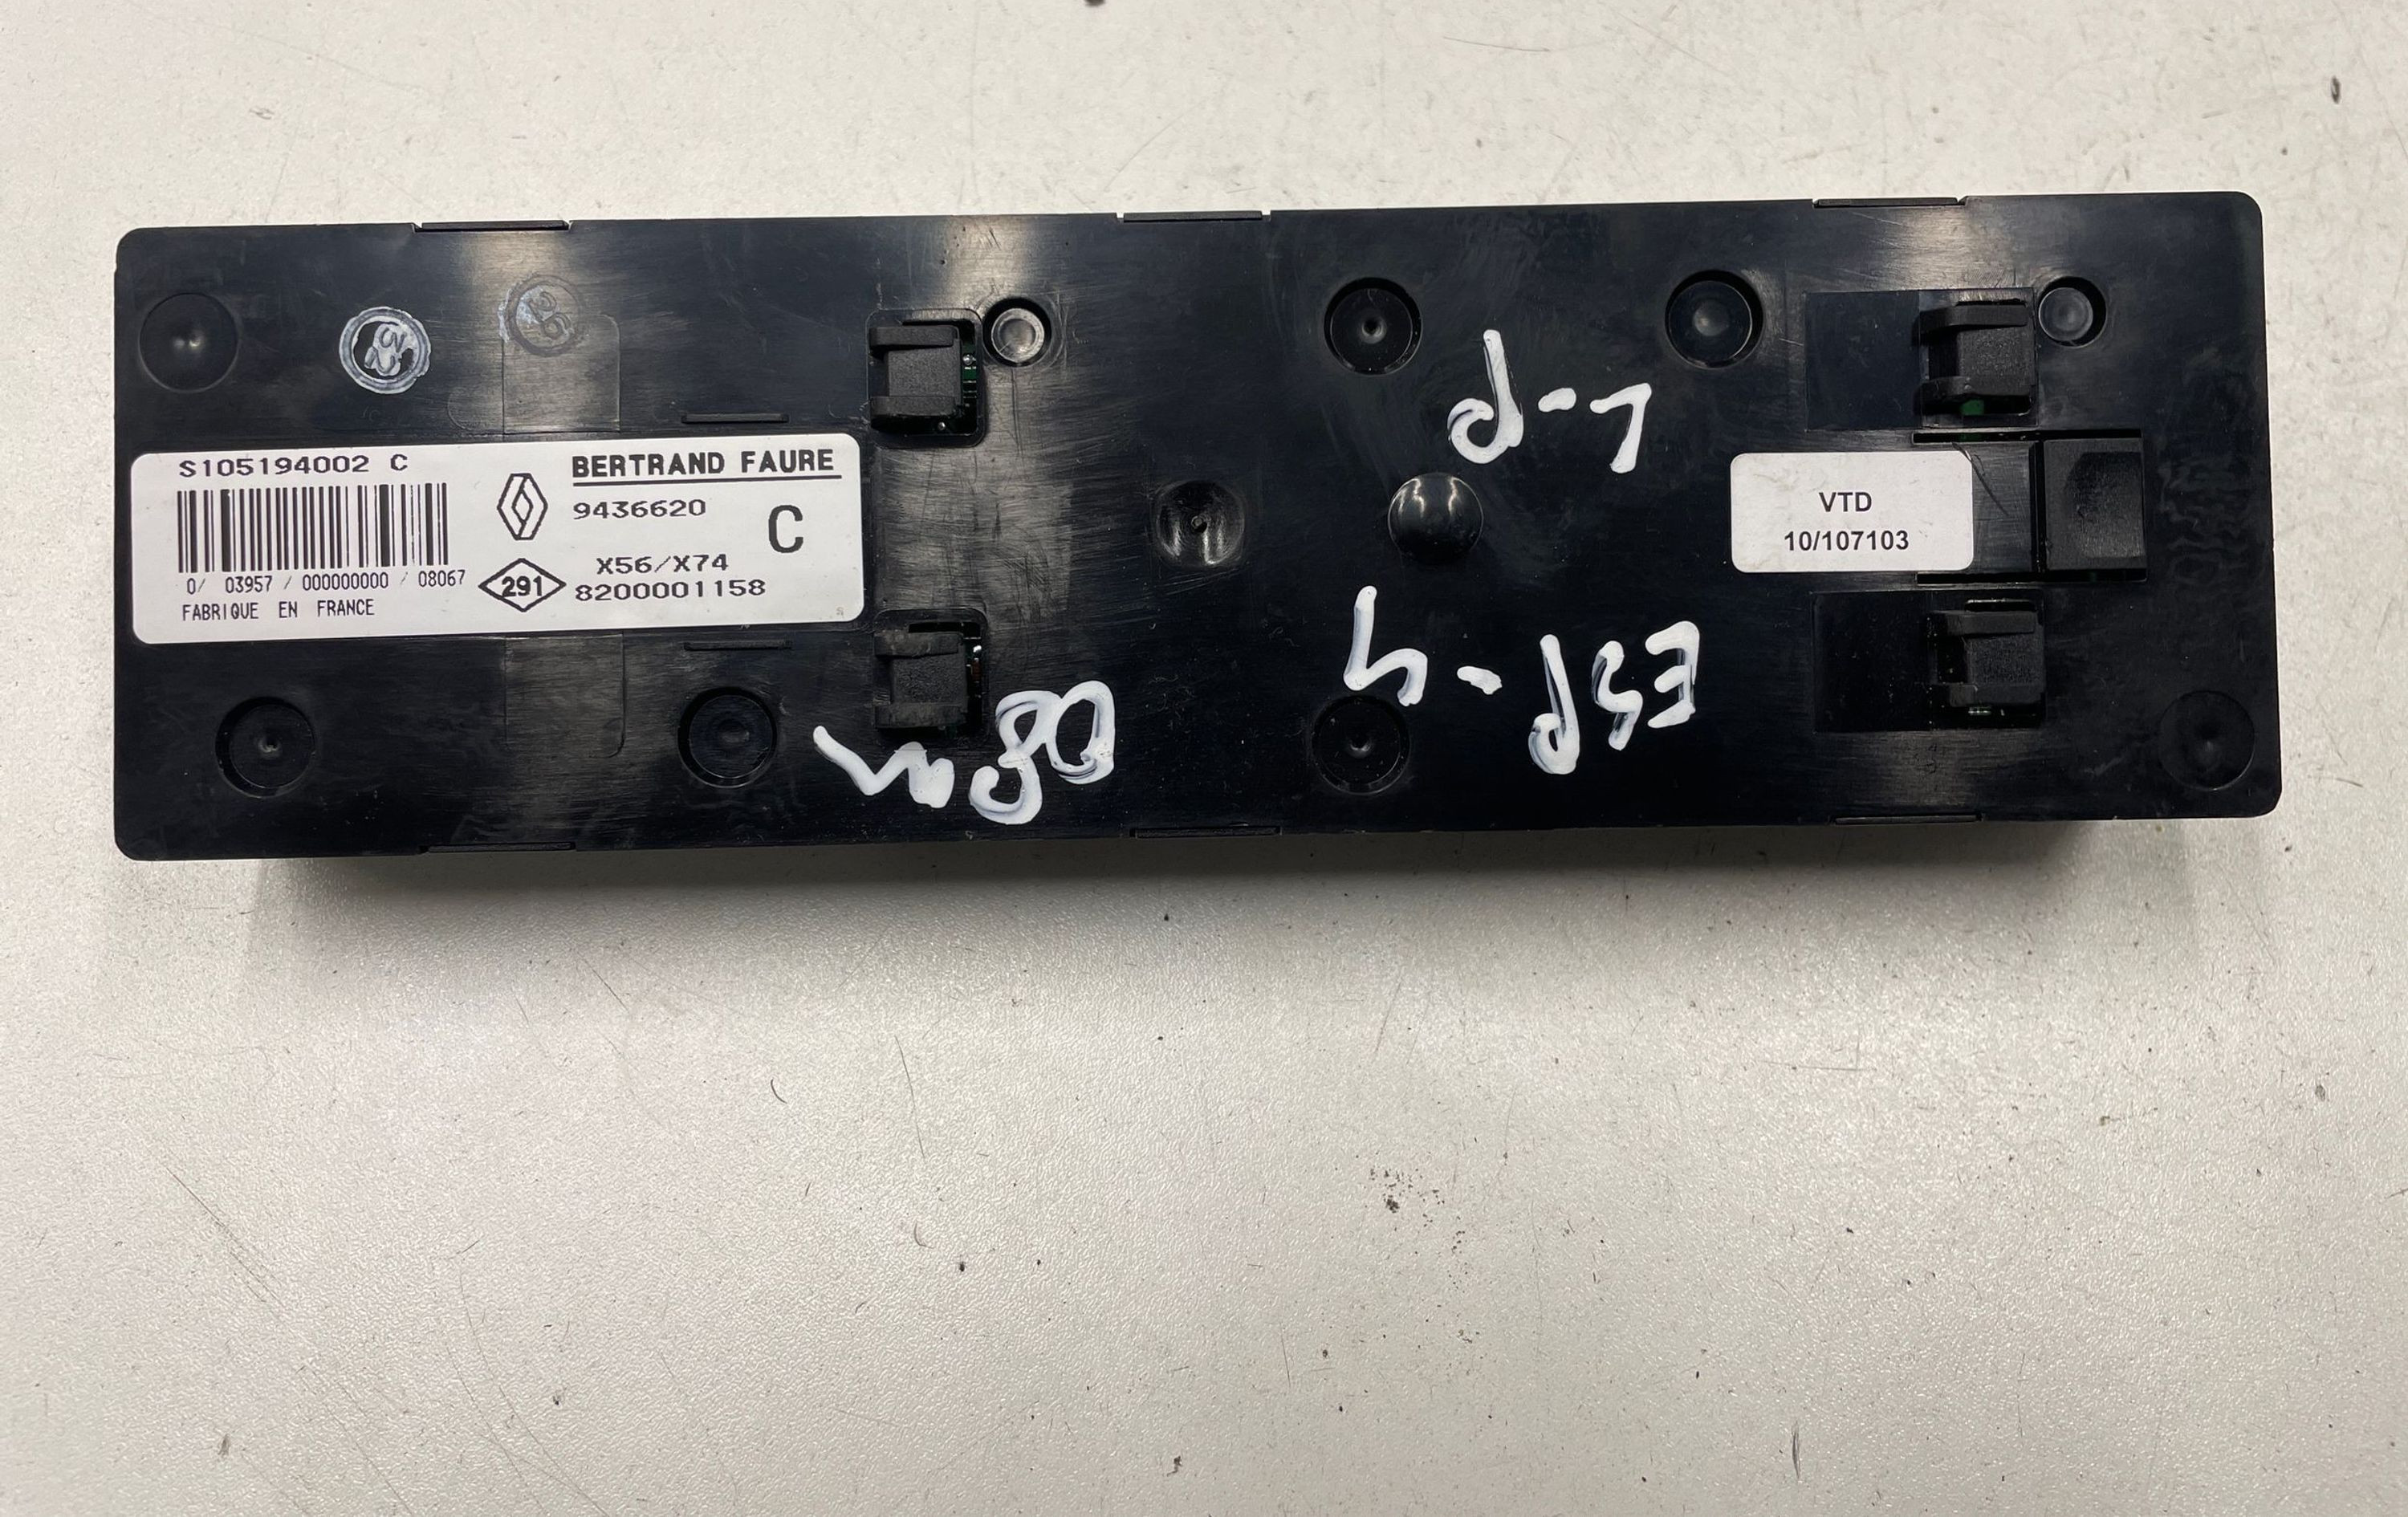 S105194002 C
0/ 03957 / 000000000 / 08067
FABRIQUE EN FRANCE
BERTRAND FAURE
9436620
C
X56/X74
291
8200001158
VTD
10/107103
L-P
ESP-4
08m